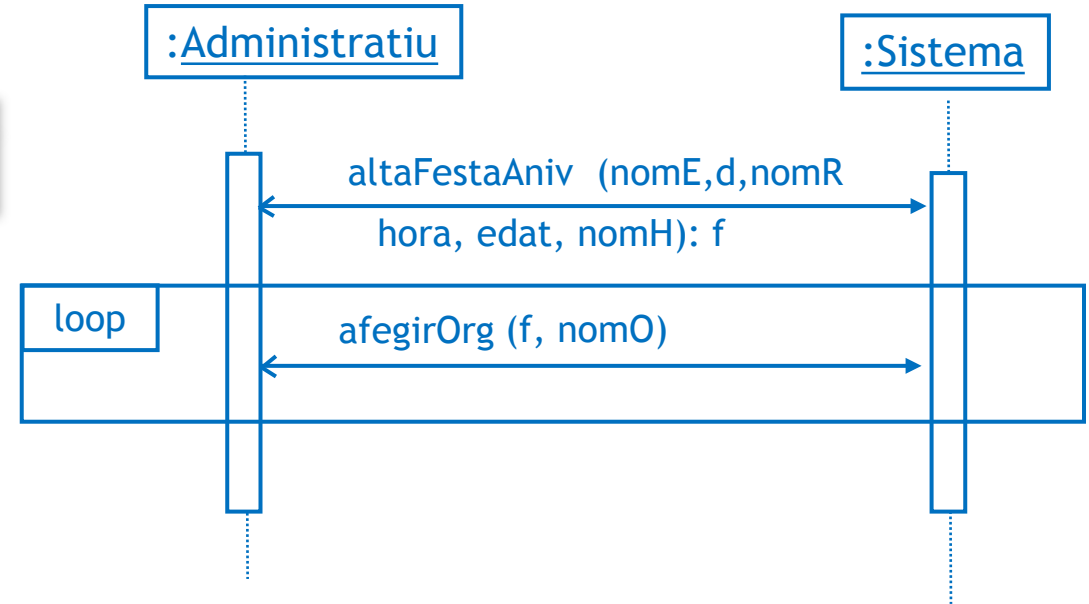 :Administratiu
:Sistema
altaFestaAniv (nomE,d,nomR
hora, edat, nomH): f
loop
afegirOrg (f, nomO)